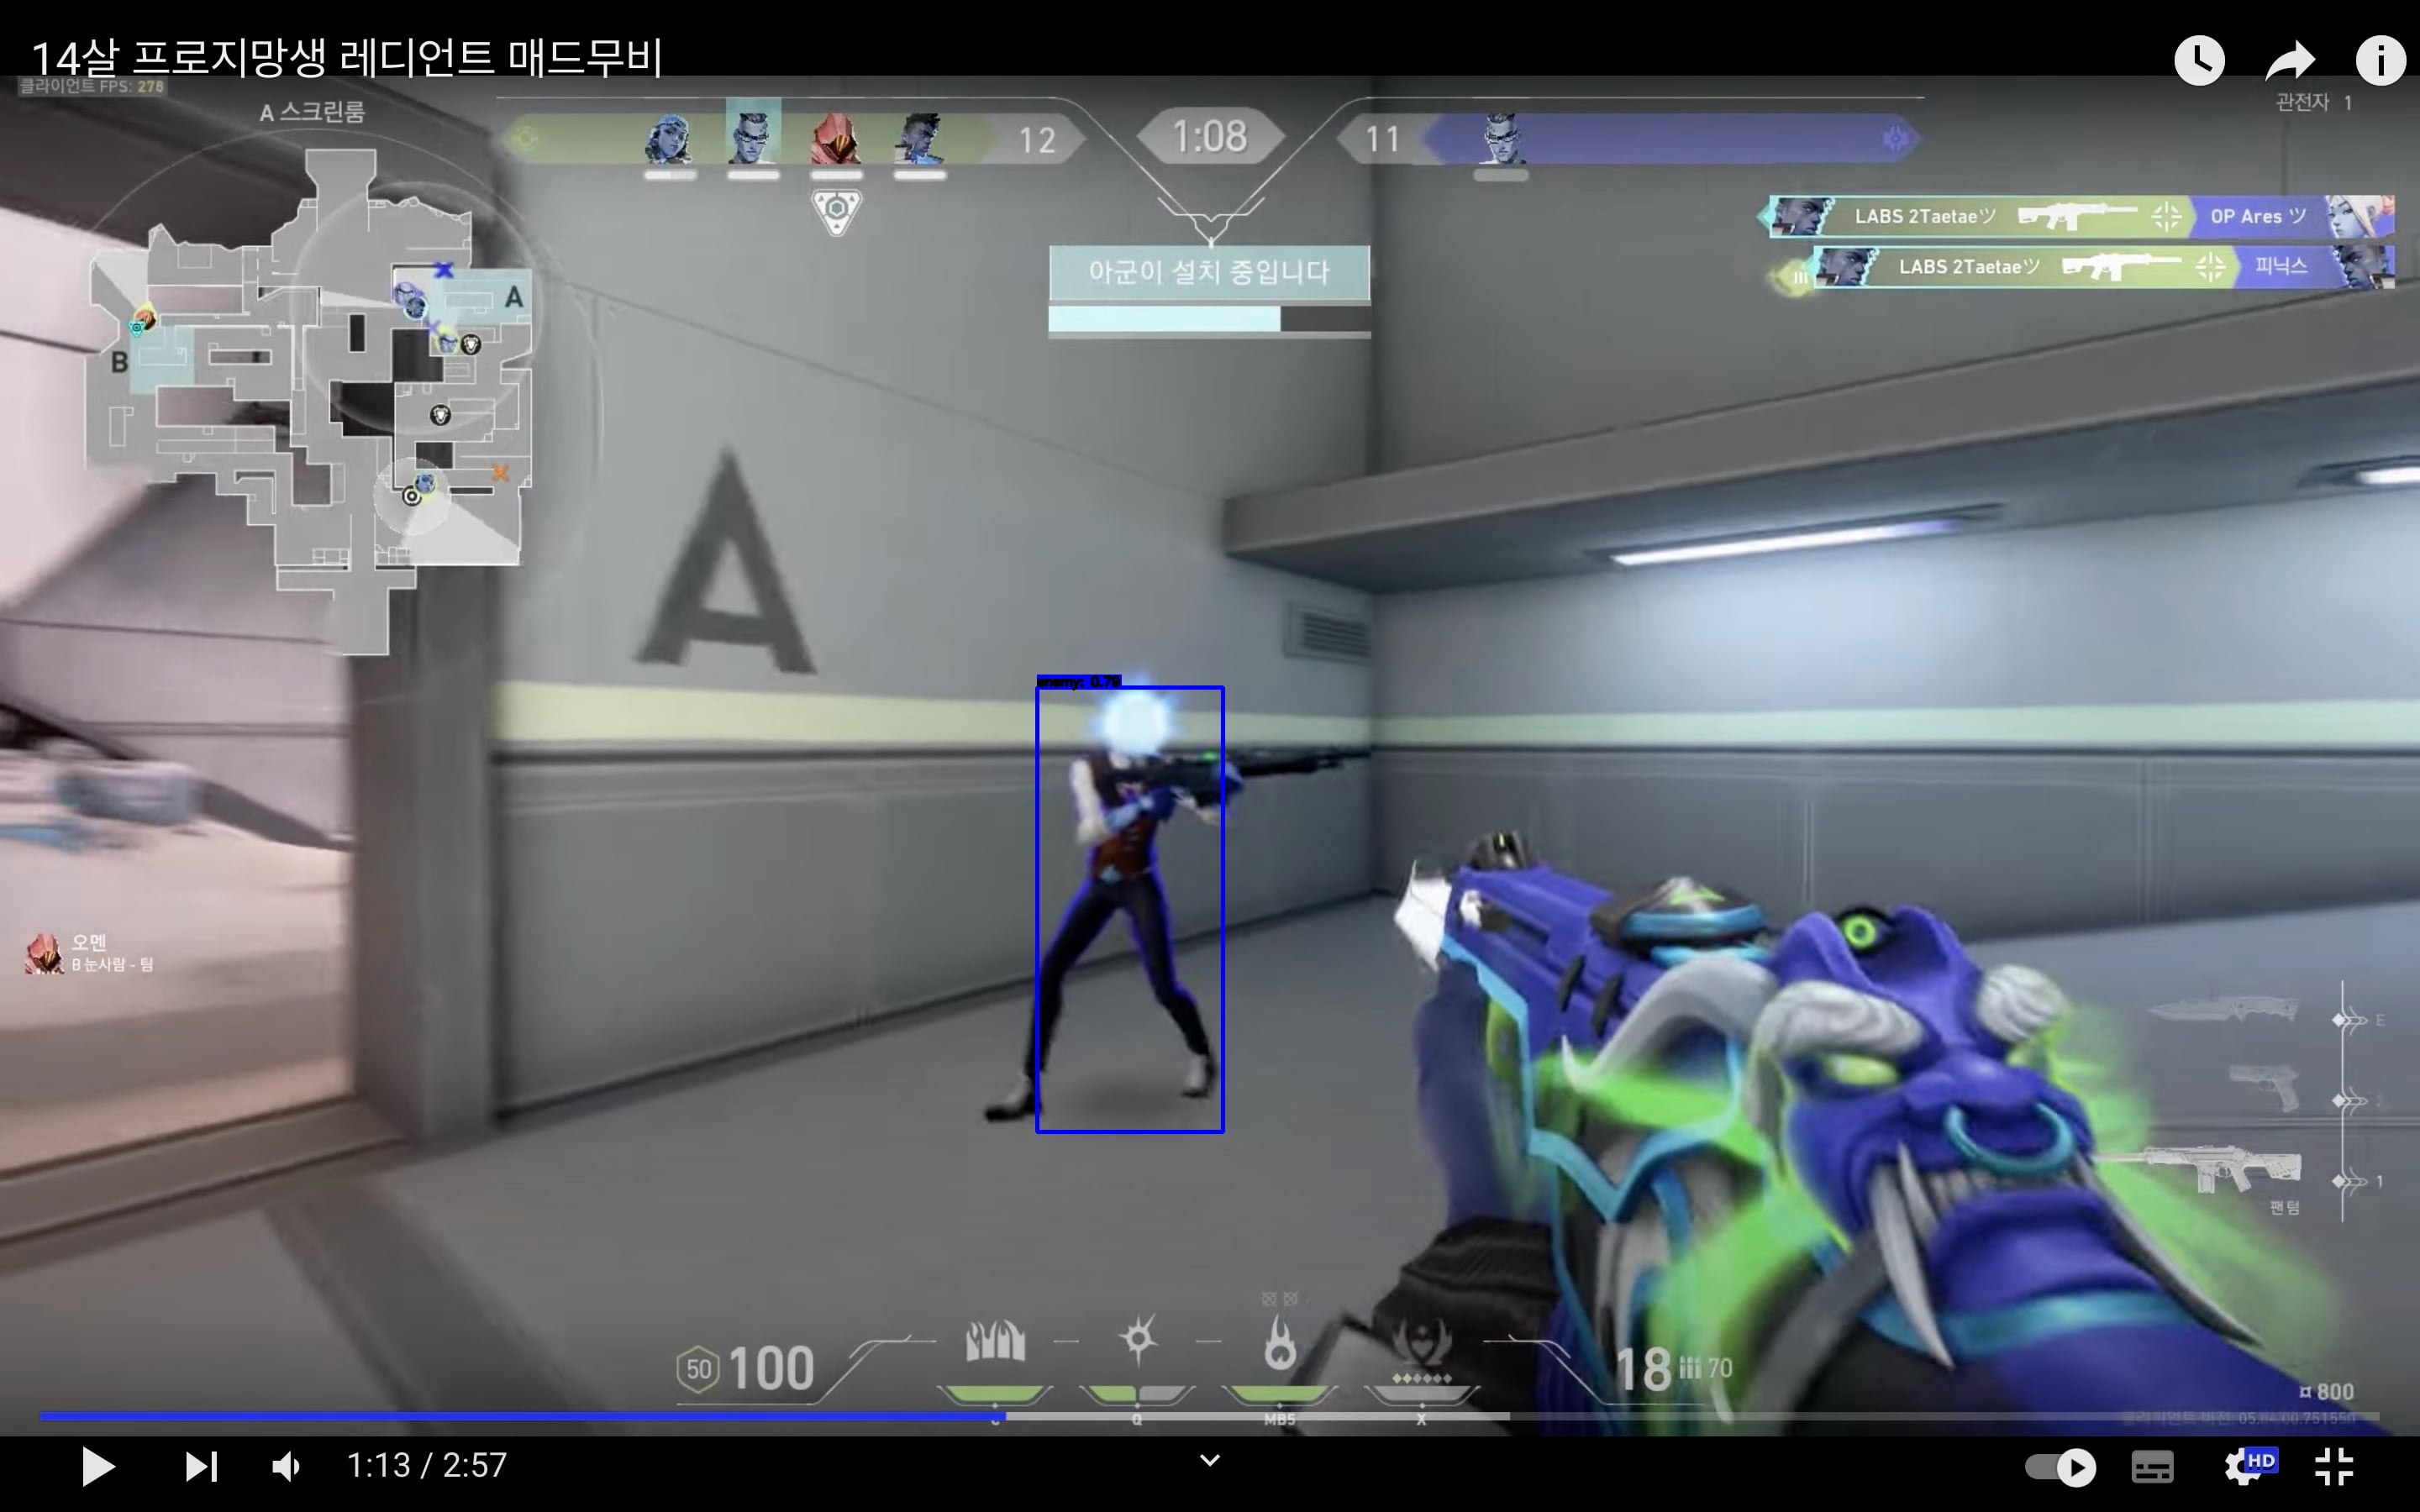 14살 프로지망생 레디언트 매드무비
클라이언트 FPS: 276
A 스크린룸
12
1:08
11
관전자 1
LABS 2Taetaeツ OP Ares ツ
아군이 설치 중입니다
LABS 2Taetaeツ 피닉스
A
B
A
enemy: 0.79
오멘
B 눈사람 - 팀
E
1
팬텀
50 100
18 70
800
C
Q
MB5
X
1:13 / 2:57
HD